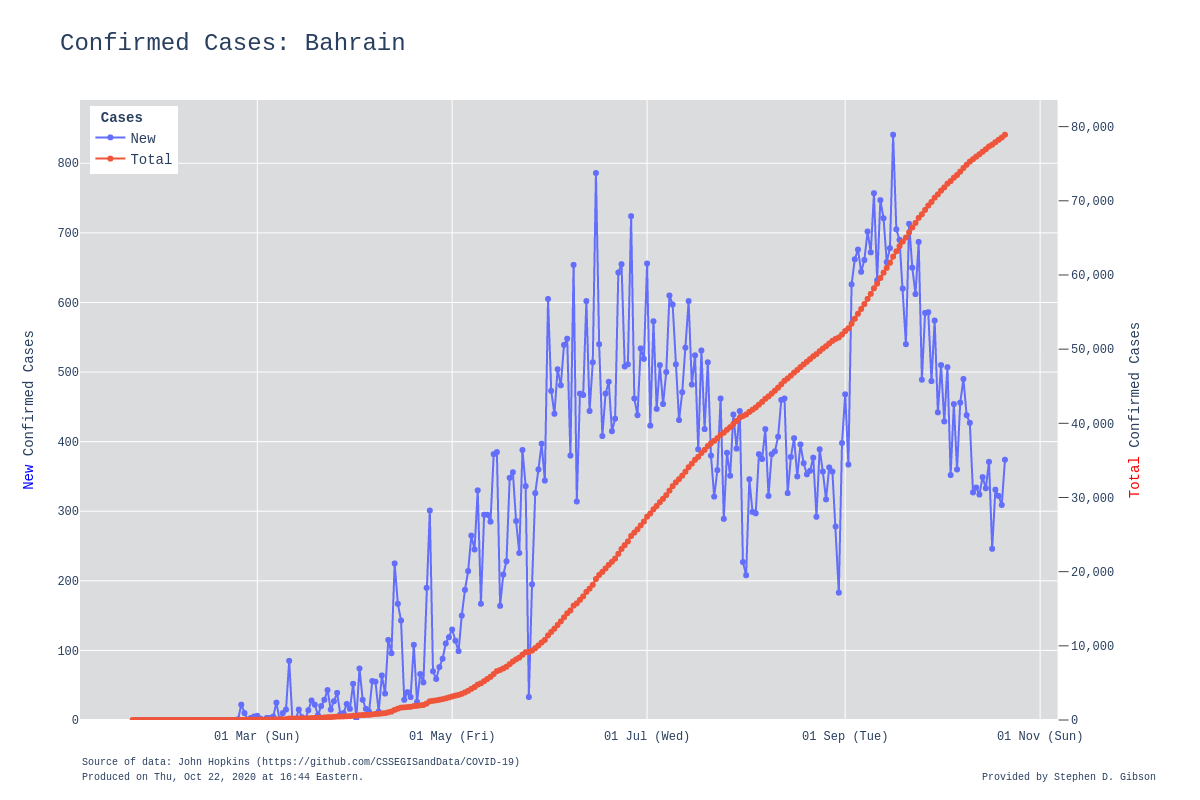 Confirmed Cases: Bahrain
Cases
New
Total
800
700
600
500
400
300
200
100
0
80,000
70,000
60,000
50,000
40,000
30,000
20,000
10,000
0
New Confirmed Cases
Total Confirmed Cases
01 Mar (Sun)
01 May (Fri)
01 Jul (Wed)
01 Sep (Tue)
01 Nov (Sun)
Source of data: John Hopkins (https://github.com/CSSEGISandData/COVID-19)
Produced on Thu, Oct 22, 2020 at 16:44 Eastern.
Provided by Stephen D. Gibson